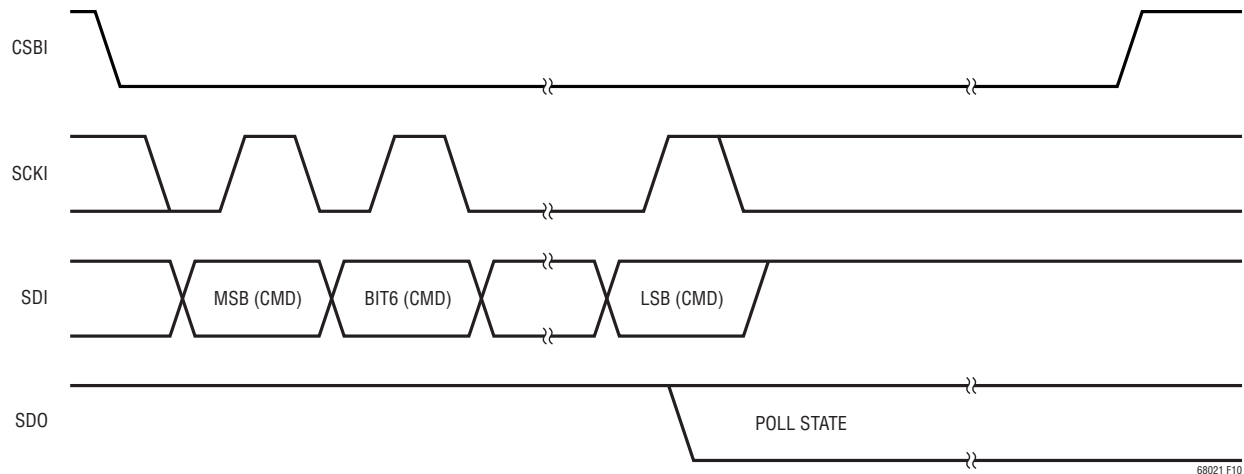 CSBI
SCKI
SDI
MSB (CMD)
BIT6 (CMD)
LSB (CMD)
SDO
POLL STATE
68021 F10